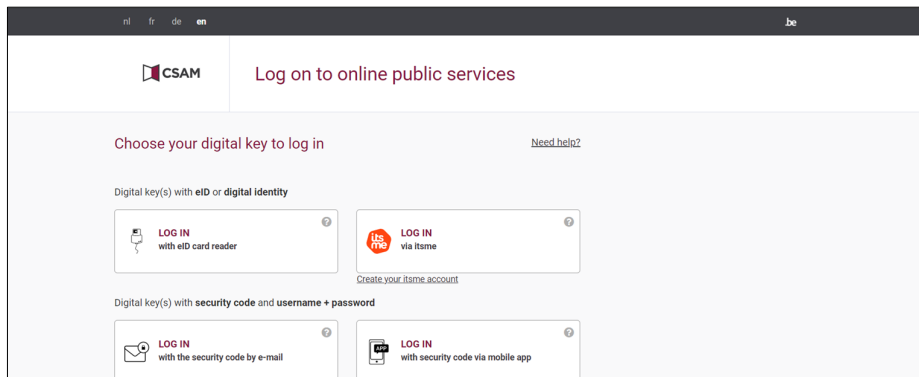 nl fr de en
.be
CSAM
Log on to online public services
Choose your digital key to log in
Need help?
Digital key(s) with eID or digital identity
?
LOG IN
with eID card reader
?
itsme
LOG IN
via itsme
Create your itsme account
Digital key(s) with security code and username + password
?
LOG IN
with the security code by e-mail
?
APP
LOG IN
with security code via mobile app